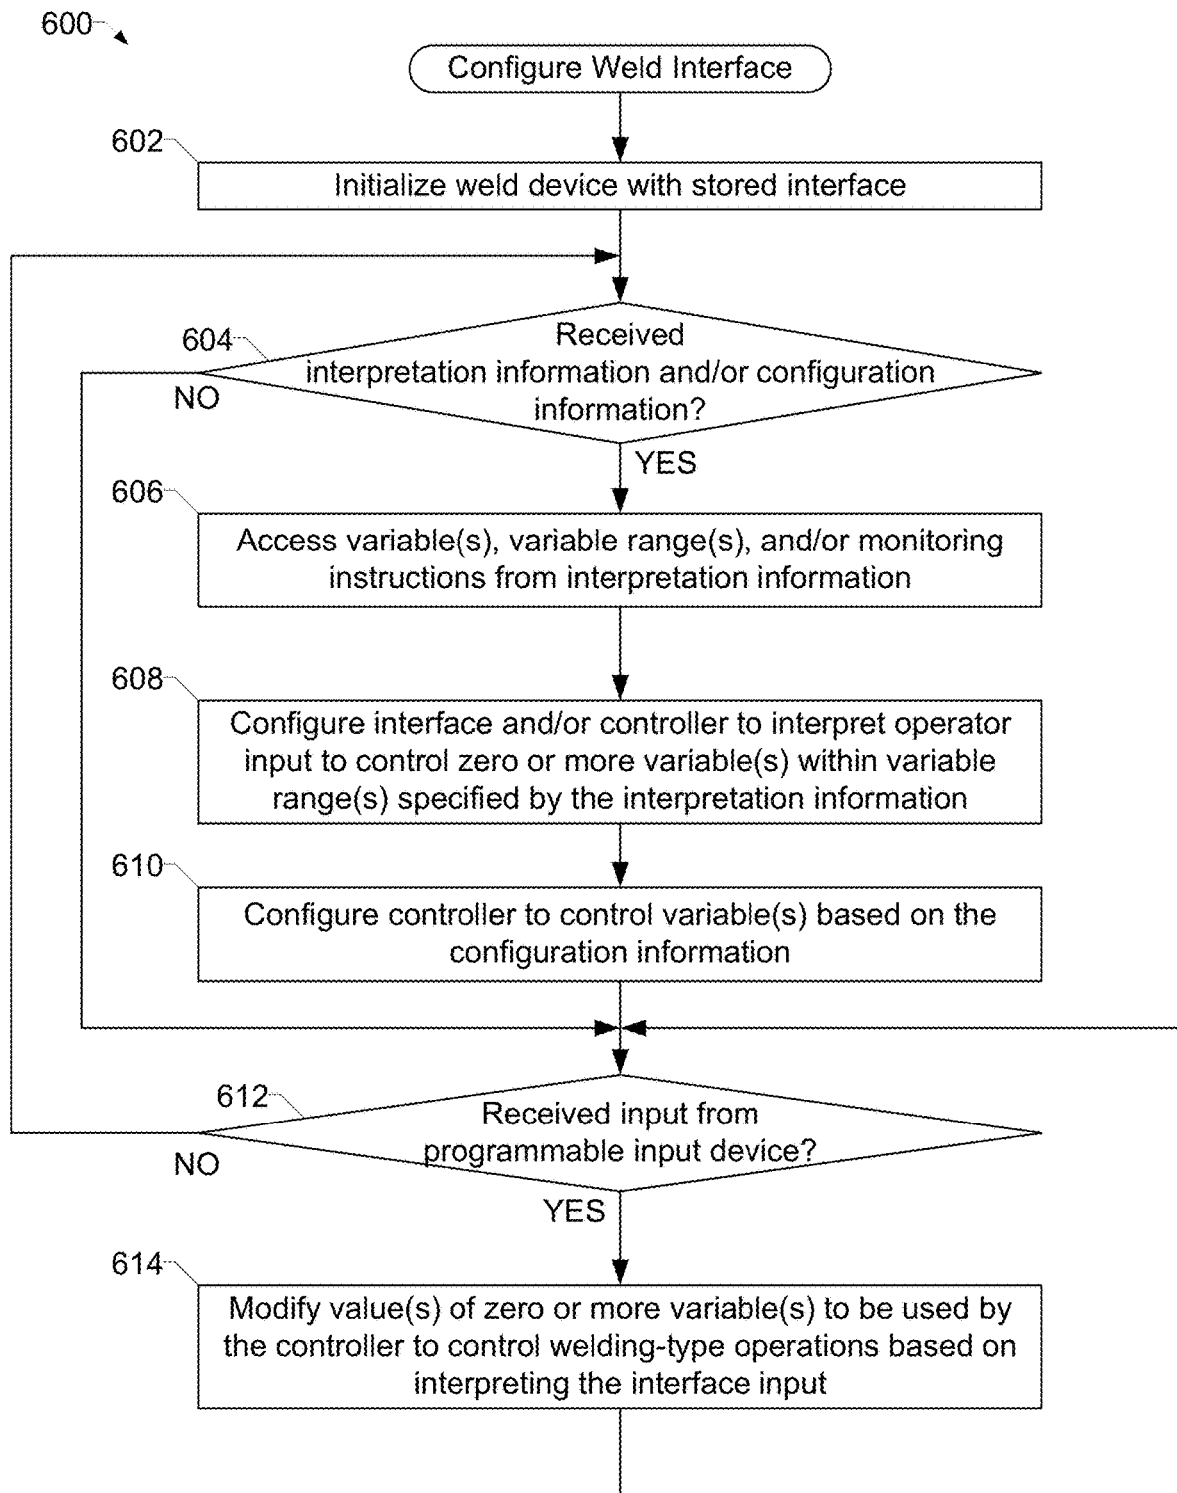 600
Configure Weld Interface
602
Initialize weld device with stored interface
604
Received
interpretation information and/or configuration
information?
NO
YES
606
Access variable(s), variable range(s), and/or monitoring
instructions from interpretation information
608
Configure interface and/or controller to interpret operator
input to control zero or more variable(s) within variable
range(s) specified by the interpretation information
610
Configure controller to control variable(s) based on the
configuration information
612
Received input from
programmable input device?
NO
YES
614
Modify value(s) of zero or more variable(s) to be used by
the controller to control welding-type operations based on
interpreting the interface input